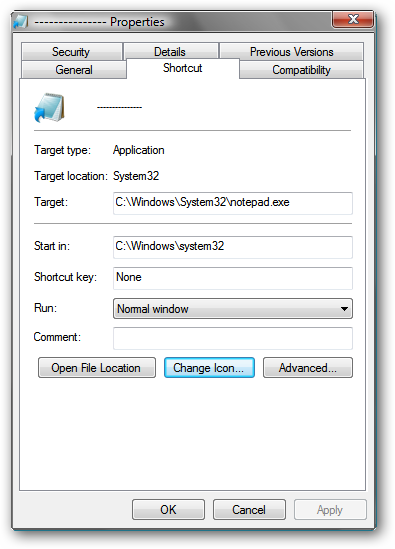 --------------- Properties
Security Details Previous Versions
General Shortcut Compatibility
---------------
Target type: Application
Target location: System32
Target: C:\Windows\System32\notepad.exe
Start in: C:\Windows\system32
Shortcut key: None
Run: Normal window
Comment:
Open File Location Change Icon... Advanced...
OK Cancel Apply